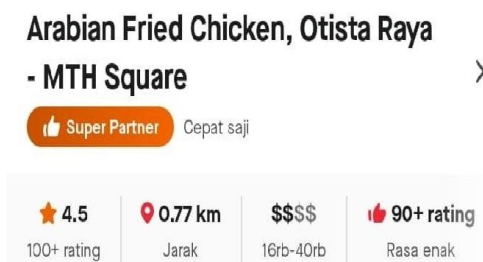 Arabian Fried Chicken, Otista Raya
- MTH Square
Super Partner Cepat saji
4.5 0.77 km $$$$ 90+ rating
100+ rating Jarak 16rb-40rb Rasa enak